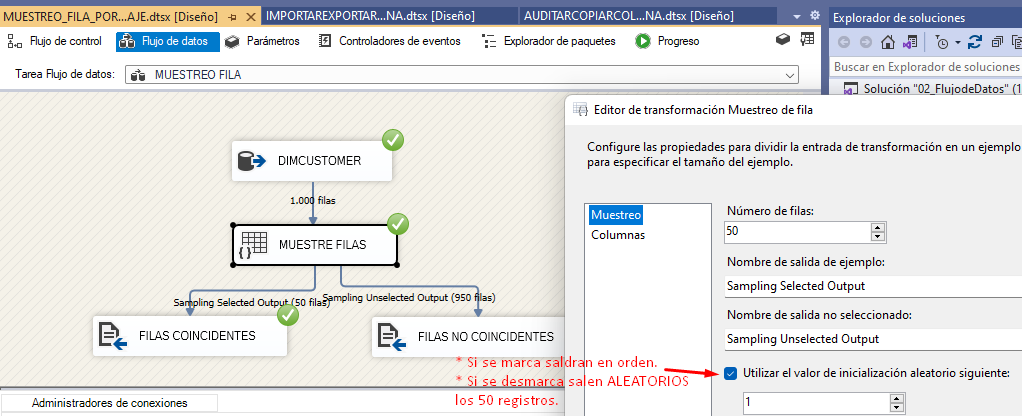 MUESTREO_FILA_POR...AJE.dtsx [Diseño]
IMPORTAREXPORTAR...NA.dtsx [Diseño]
AUDITARCOPIARCOL...NA.dtsx [Diseño]
Explorador de soluciones
Flujo de control
Flujo de datos
Parámetros
Controladores de eventos
Explorador de paquetes
Progreso
Buscar en Explorador de soluciones
Tarea Flujo de datos:
MUESTREO FILA
Solución "02_FlujodeDatos" (1
Editor de transformación Muestreo de fila
Configure las propiedades para dividir la entrada de transformación en un ejemplo
para especificar el tamaño del ejemplo.
DIMCUSTOMER
1.000 filas
MUESTRE FILAS
Sampling Selected Output (50 filas)
Sampling Unselected Output (950 filas)
FILAS COINCIDENTES
FILAS NO COINCIDENTES
Muestreo
Columnas
Número de filas:
50
Nombre de salida de ejemplo:
Sampling Selected Output
Nombre de salida no seleccionado:
Sampling Unselected Output
* Si se marca saldran en orden.
* Si se desmarca salen ALEATORIOS
los 50 registros.
Utilizar el valor de inicialización aleatorio siguiente:
1
Administradores de conexiones